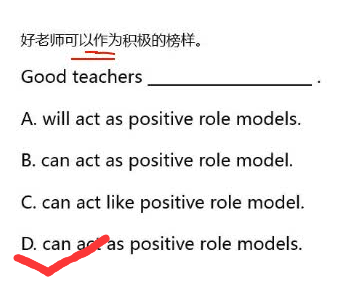 好老师可以作为积极的榜样。
Good teachers ___________________ .
A. will act as positive role models.
B. can act as positive role model.
C. can act like positive role model.
D. can act as positive role models.